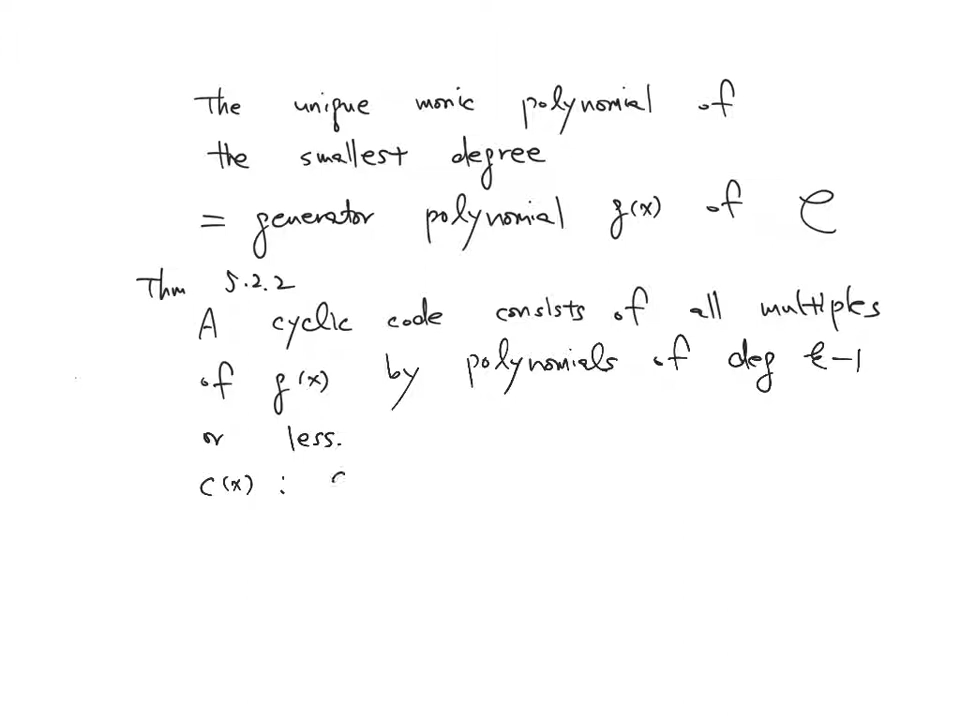 The unique monic polynomial of
the smallest degree
= generator polynomial g(x) of C
Thm 5.2.2
A cyclic code consists of all multiples
of g(x) by polynomials of deg k-1
or less.
C(x) :